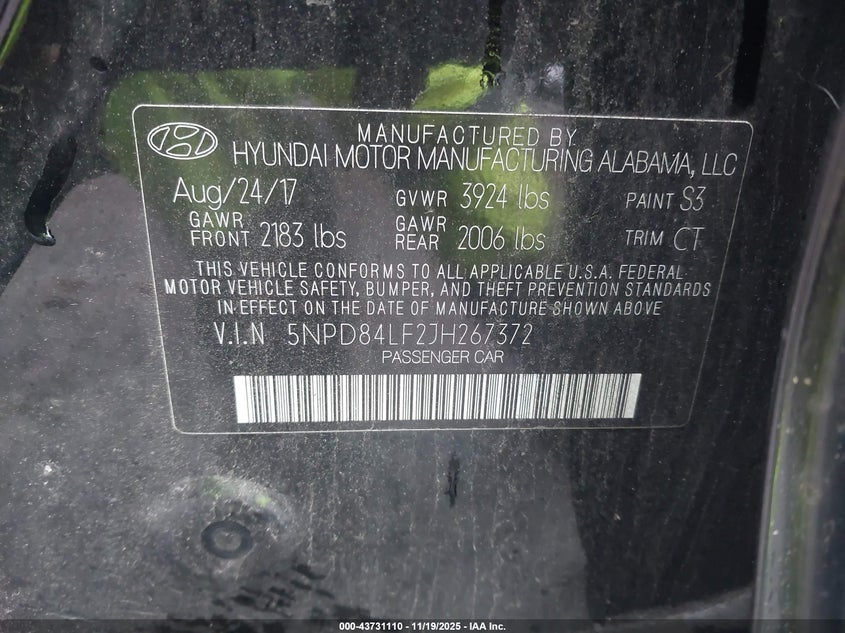 MANUFACTURED BY
HYUNDAI MOTOR MANUFACTURING ALABAMA, LLC
Aug/24/17 GVWR 3924 lbs PAINT S3
GAWR FRONT 2183 lbs GAWR REAR 2006 lbs TRIM CT
THIS VEHICLE CONFORMS TO ALL APPLICABLE U.S.A. FEDERAL
MOTOR VEHICLE SAFETY, BUMPER, AND THEFT PREVENTION STANDARDS
IN EFFECT ON THE DATE OF MANUFACTURE SHOWN ABOVE
V.I.N 5NPD84LF2JH267372
PASSENGER CAR
000-43731110 - 11/19/2025 - IAA Inc.